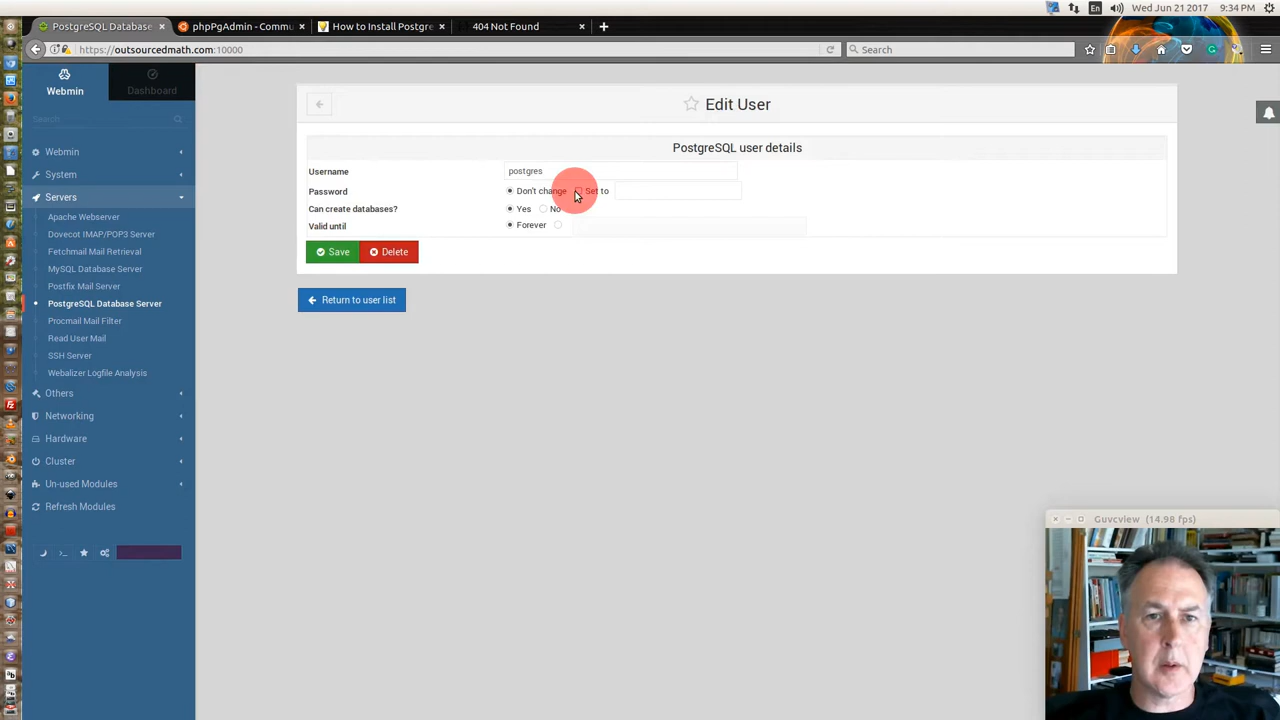 En Wed Jun 21 2017 9:34 PM
PostgreSQL Database
phpPgAdmin - Commu
How to Install Postgre
404 Not Found
https://outsourcedmath.com:10000
Search
Webmin
Dashboard
Search
Webmin
System
Servers
Apache Webserver
Dovecot IMAP/POP3 Server
Fetchmail Mail Retrieval
MySQL Database Server
Postfix Mail Server
PostgreSQL Database Server
Procmail Mail Filter
Read User Mail
SSH Server
Webalizer Logfile Analysis
Others
Networking
Hardware
Cluster
Un-used Modules
Refresh Modules
Edit User
PostgreSQL user details
Username postgres
Password Don't change Set to
Can create databases? Yes No
Valid until Forever
Save Delete
Return to user list
Guvcview (14.98 fps)